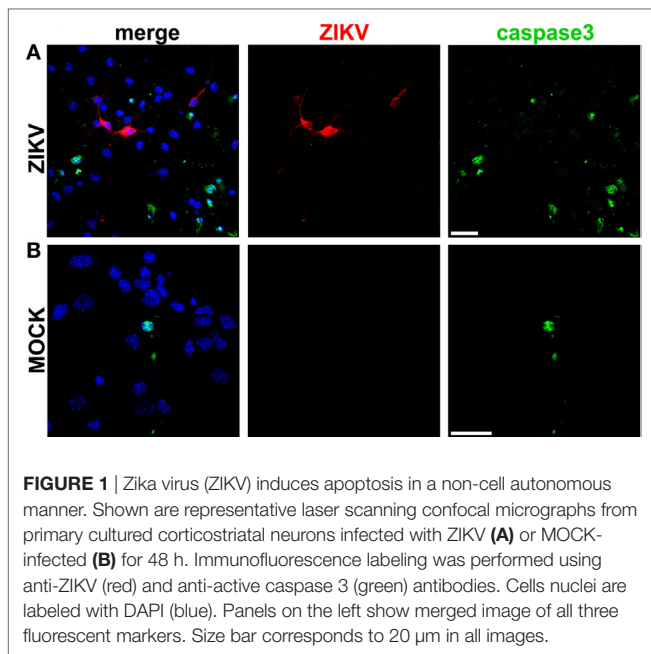 merge ZIKV caspase3
A
ZIKV
B
MOCK
FIGURE 1 | Zika virus (ZIKV) induces apoptosis in a non-cell autonomous
manner. Shown are representative laser scanning confocal micrographs from
primary cultured corticostriatal neurons infected with ZIKV (A) or MOCK-
infected (B) for 48 h. Immunofluorescence labeling was performed using
anti-ZIKV (red) and anti-active caspase 3 (green) antibodies. Cells nuclei are
labeled with DAPI (blue). Panels on the left show merged image of all three
fluorescent markers. Size bar corresponds to 20 μm in all images.